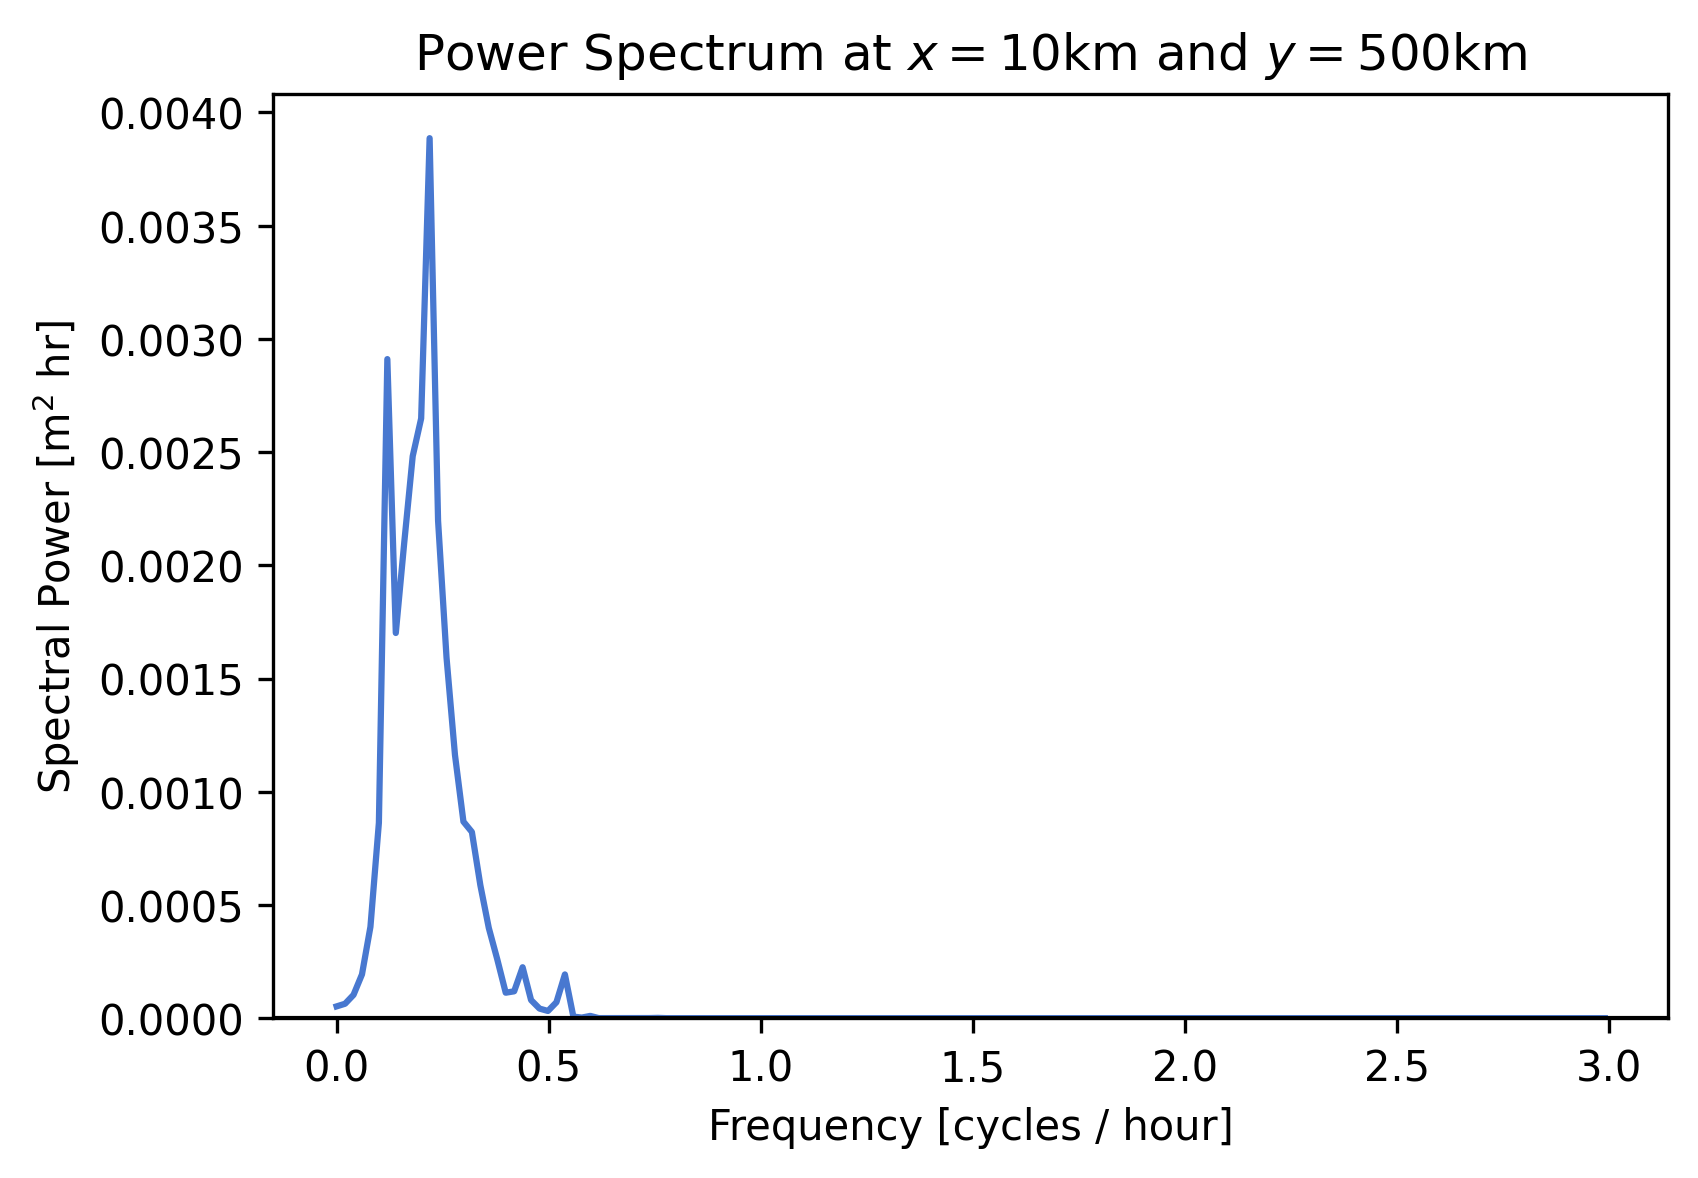 Power Spectrum at x = 10km and y = 500km
0.0040
0.0035
0.0030
0.0025
0.0020
0.0015
0.0010
0.0005
0.0000
Spectral Power [m² hr]
0.0 0.5 1.0 1.5 2.0 2.5 3.0
Frequency [cycles / hour]